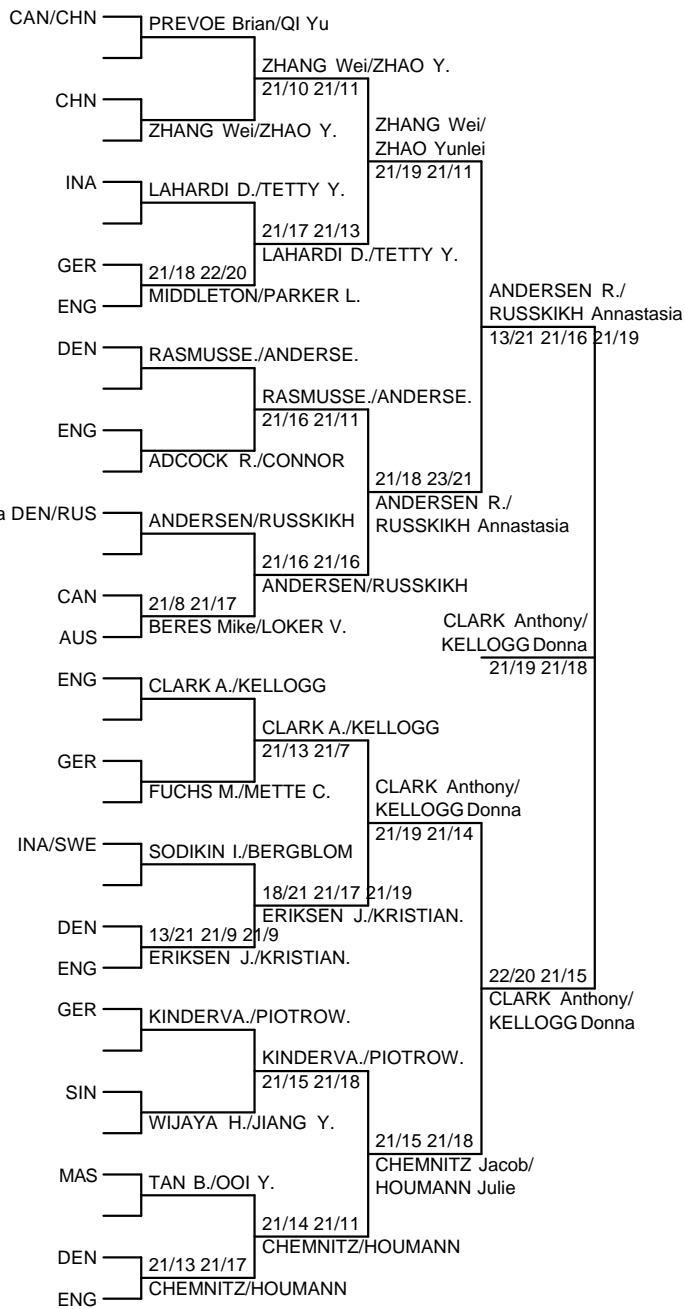 CAN/CHN
PREVOE Brian/QI Yu
ZHANG Wei/ZHAO Y.
21/10 21/11
CHN
ZHANG Wei/ZHAO Y.
ZHANG Wei/
ZHAO Yunlei
21/19 21/11
INA
LAHARDI D./TETTY Y.
21/17 21/13
LAHARDI D./TETTY Y.
GER
21/18 22/20
ENG
MIDDLETON/PARKER L.
ANDERSEN R./
RUSSKIKH Annastasia
13/21 21/16 21/19
DEN
RASMUSSE./ANDERSE.
RASMUSSE./ANDERSE.
21/16 21/11
ENG
ADCOCK R./CONNOR
21/18 23/21
ANDERSEN R./
RUSSKIKH Annastasia
a DEN/RUS
ANDERSEN/RUSSKIKH
21/16 21/16
ANDERSEN/RUSSKIKH
CAN
21/8 21/17
AUS
BERES Mike/LOKER V.
CLARK Anthony/
KELLOGG Donna
21/19 21/18
ENG
CLARK A./KELLOGG
CLARK A./KELLOGG
21/13 21/7
GER
FUCHS M./METTE C.
CLARK Anthony/
KELLOGG Donna
21/19 21/14
INA/SWE
SODIKIN I./BERGBLOM
18/21 21/17 21/19
ERIKSEN J./KRISTIAN.
DEN
13/21 21/9 21/9
ENG
ERIKSEN J./KRISTIAN.
22/20 21/15
CLARK Anthony/
KELLOGG Donna
GER
KINDERVA./PIOTROW.
KINDERVA./PIOTROW.
21/15 21/18
SIN
WIJAYA H./JIANG Y.
21/15 21/18
CHEMNITZ Jacob/
HOUMANN Julie
MAS
TAN B./OOI Y.
21/14 21/11
CHEMNITZ/HOUMANN
DEN
21/13 21/17
ENG
CHEMNITZ/HOUMANN